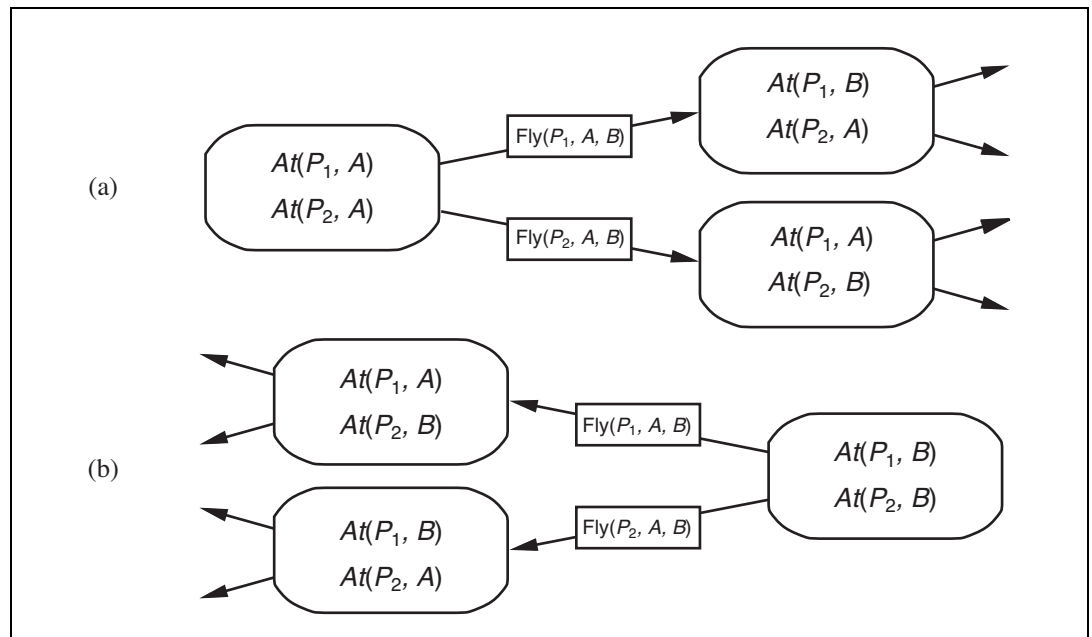 (a)
At(P₁, A)
At(P₂, A)
Fly(P₁, A, B)
At(P₁, B)
At(P₂, A)
Fly(P₂, A, B)
At(P₁, A)
At(P₂, B)
(b)
At(P₁, A)
At(P₂, B)
Fly(P₁, A, B)
At(P₁, B)
At(P₂, B)
At(P₁, B)
At(P₂, A)
Fly(P₂, A, B)